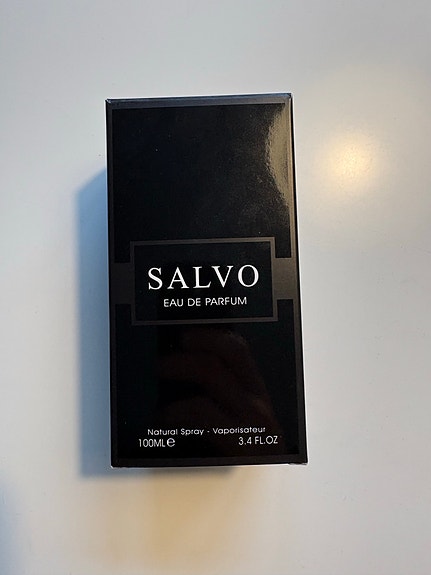 SALVO
EAU DE PARFUM
Natural Spray - Vaporisateur
100ML℮ 3.4 FL.OZ